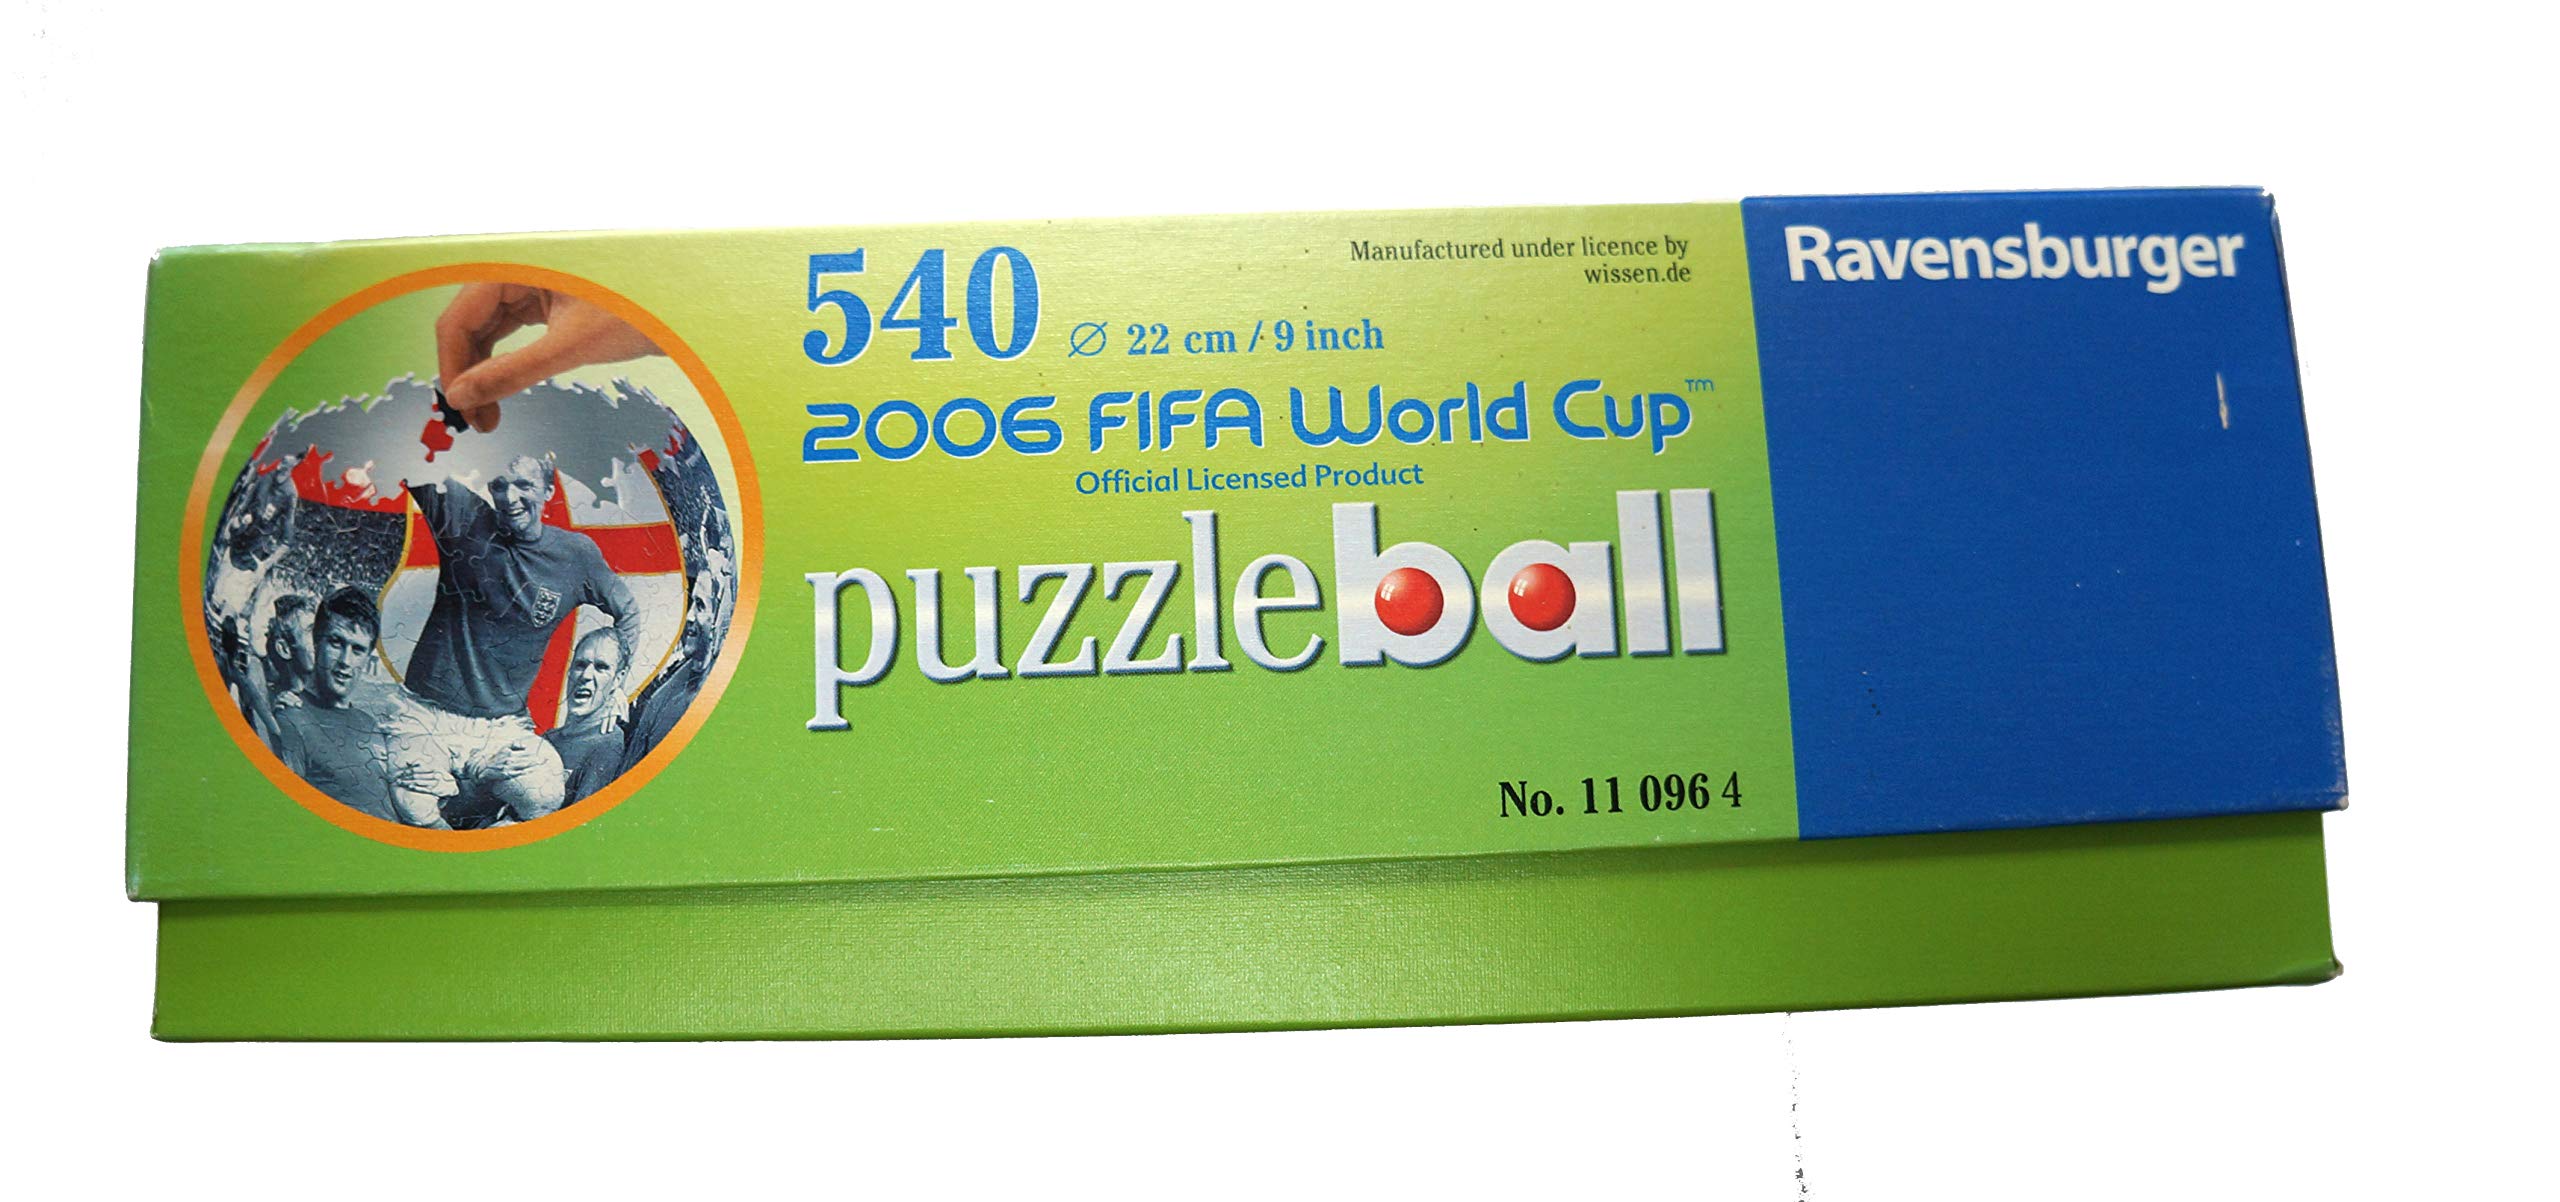 540 Ø 22 cm / 9 inch
Manufactured under licence by
wissen.de
2006 FIFA World Cup™
Official Licensed Product
puzzleball
No. 11 096 4
Ravensburger